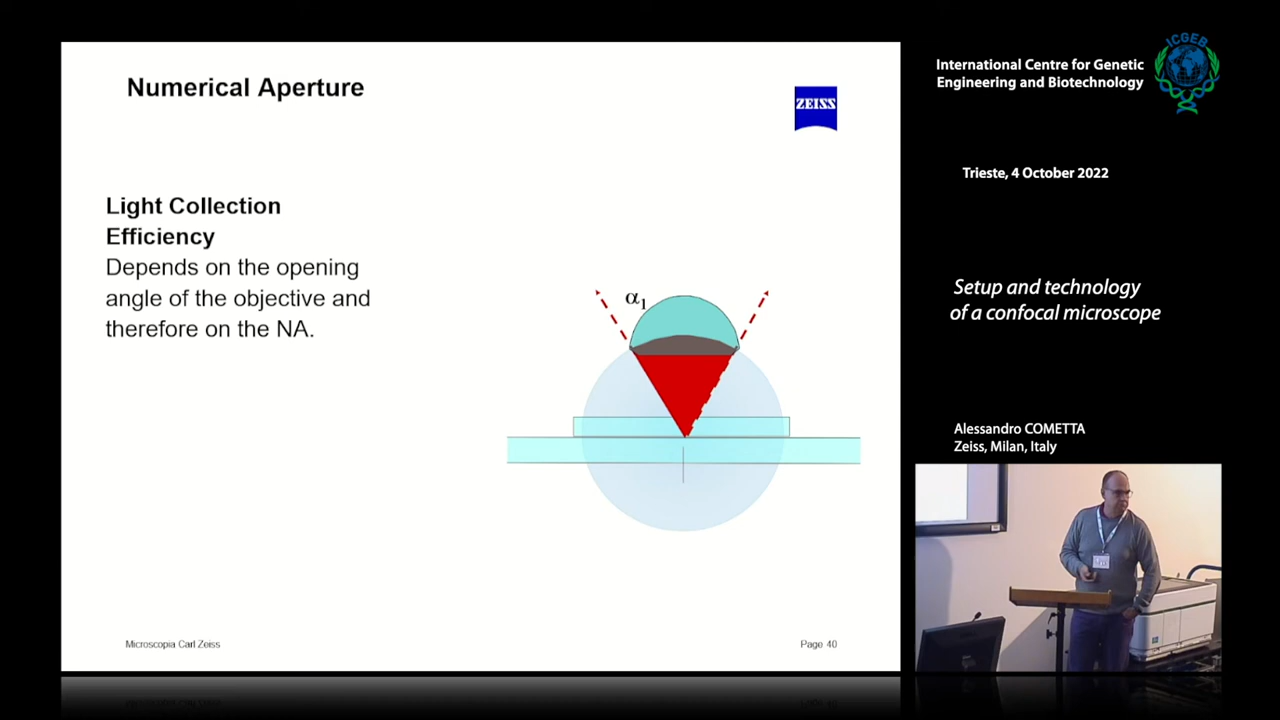 Numerical Aperture
ZEISS
Light Collection
Efficiency
Depends on the opening
angle of the objective and
therefore on the NA.
α1
Microscopia Carl Zeiss
Page 40
International Centre for Genetic
Engineering and Biotechnology
ICGEB
Trieste, 4 October 2022
Setup and technology
of a confocal microscope
Alessandro COMETTA
Zeiss, Milan, Italy